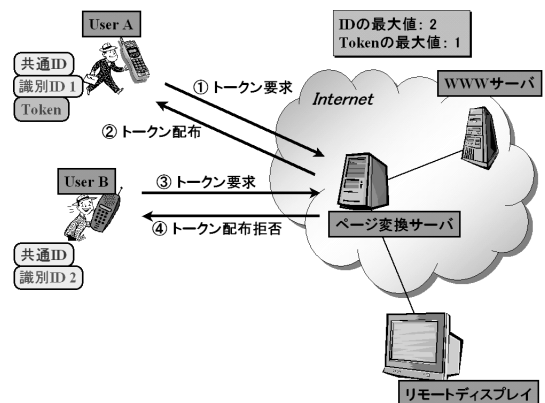 User A
IDの最大値: 2
Tokenの最大値: 1
共通ID
識別ID 1
Token
① トークン要求
② トークン配布
Internet
WWWサーバ
User B
③ トークン要求
④ トークン配布拒否
ページ変換サーバ
共通ID
識別ID 2
リモートディスプレイ